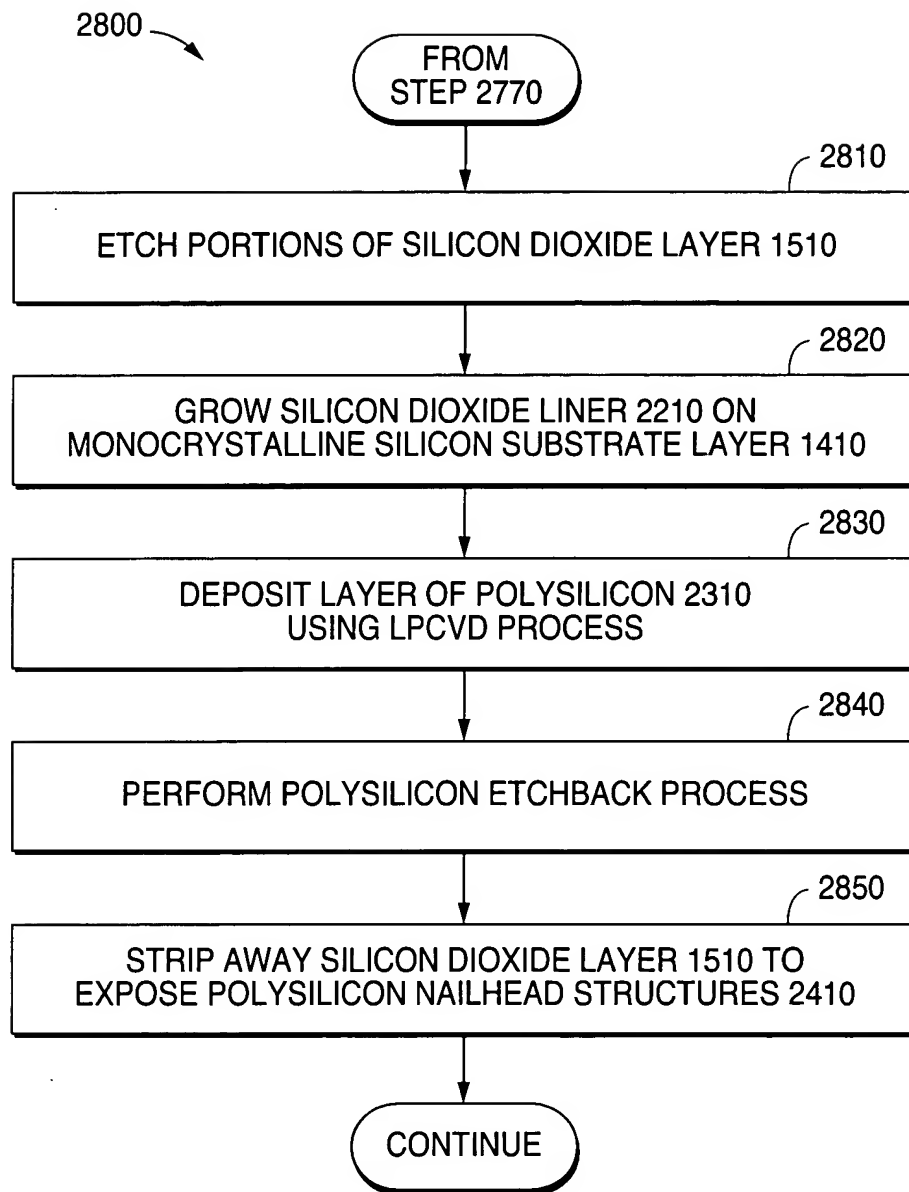 2800
FROM
STEP 2770
2810
ETCH PORTIONS OF SILICON DIOXIDE LAYER 1510
2820
GROW SILICON DIOXIDE LINER 2210 ON
MONOCRYSTALLINE SILICON SUBSTRATE LAYER 1410
2830
DEPOSIT LAYER OF POLYSILICON 2310
USING LPCVD PROCESS
2840
PERFORM POLYSILICON ETCHBACK PROCESS
2850
STRIP AWAY SILICON DIOXIDE LAYER 1510 TO
EXPOSE POLYSILICON NAILHEAD STRUCTURES 2410
CONTINUE